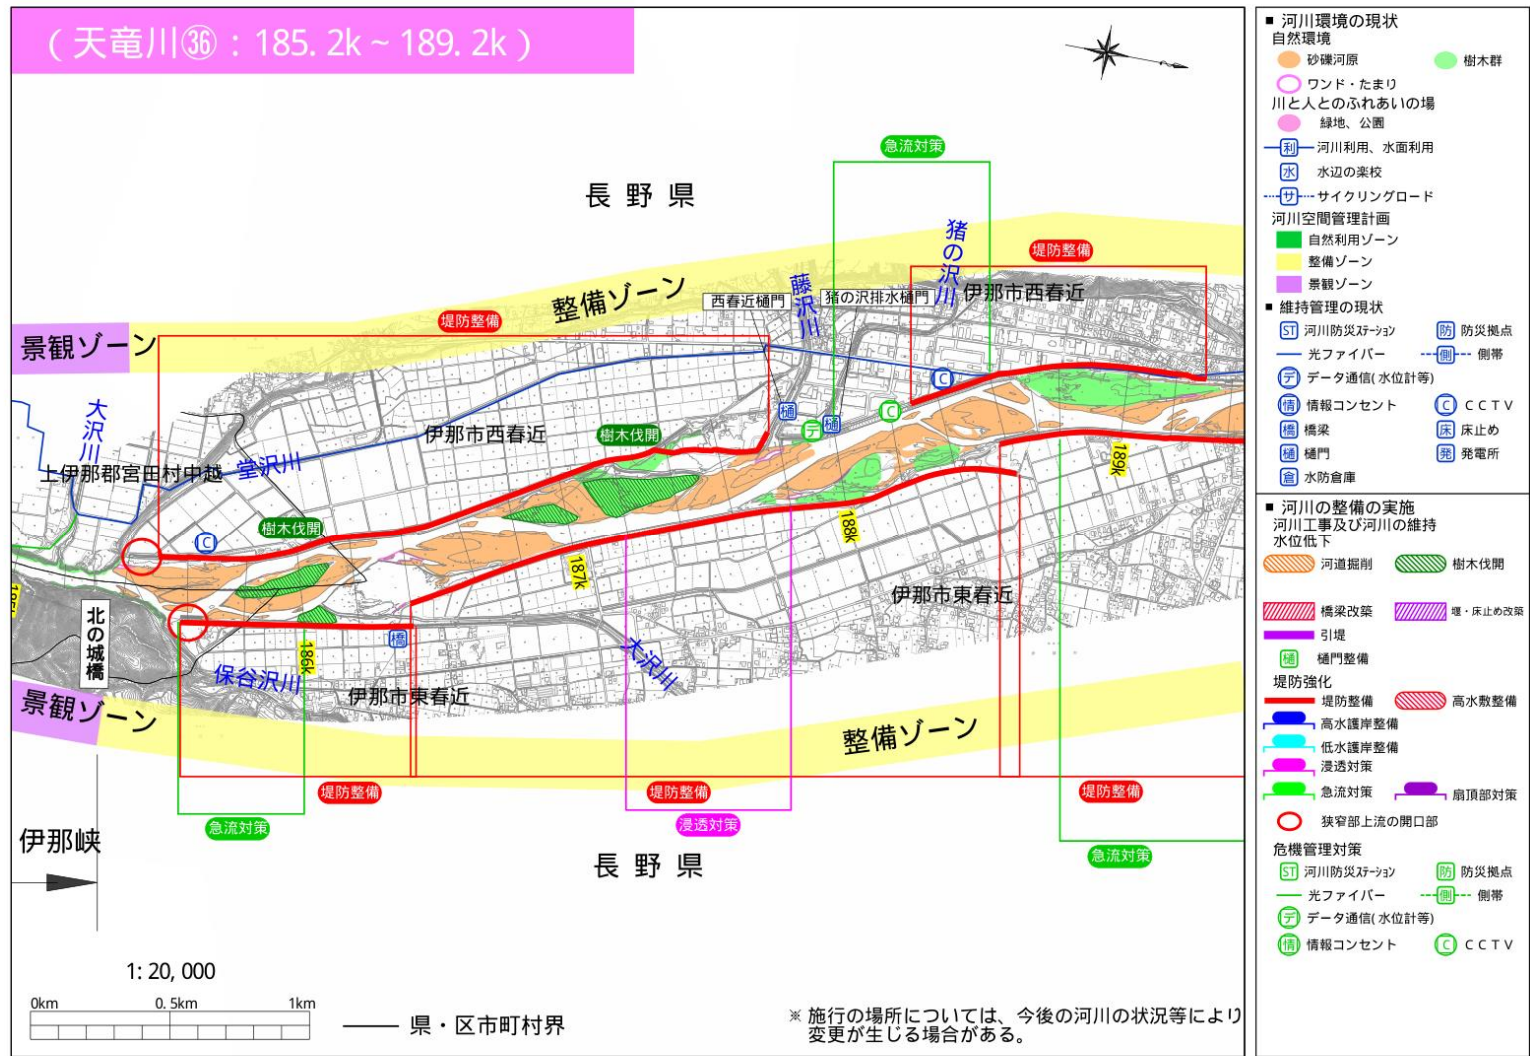 (天竜川㊱:185.2k~189.2k)
長野県
急流対策
猪の沢川
堤防整備
藤沢川
整備ゾーン
西春近樋門
猪の沢排水樋門
伊那市西春近
堤防整備
景観ゾーン
大沢川
伊那市西春近
樹木伐開
樋
樋
デ
C
C
上伊那郡宮田村中越
堂沢川
樹木伐開
C
189k
188k
187k
186k
伊那市東春近
北の城橋
橋
保谷沢川
大沢川
伊那市東春近
景観ゾーン
整備ゾーン
堤防整備
堤防整備
堤防整備
急流対策
浸透対策
急流対策
伊那峡
長野県
1:20,000
0km 0.5km 1km
県・区市町村界
※ 施行の場所については、今後の河川の状況等により
変更が生じる場合がある。
■ 河川環境の現状
自然環境
砂礫河原 樹木群
ワンド・たまり
川と人とのふれあいの場
緑地、公園
利 河川利用、水面利用
水 水辺の楽校
サ サイクリングロード
河川空間管理計画
自然利用ゾーン
整備ゾーン
景観ゾーン
■ 維持管理の現状
ST 河川防災ステーション 防 防災拠点
光ファイバー 側 側帯
デ データ通信(水位計等)
情 情報コンセント C CCTV
橋 橋梁 床 床止め
樋 樋門 発 発電所
倉 水防倉庫
■ 河川の整備の実施
河川工事及び河川の維持
水位低下
河道掘削 樹木伐開
橋梁改築 堰・床止め改築
引堤
樋 樋門整備
堤防強化
堤防整備 高水敷整備
高水護岸整備
低水護岸整備
浸透対策
急流対策 扇頂部対策
狭窄部上流の開口部
危機管理対策
ST 河川防災ステーション 防 防災拠点
光ファイバー 側 側帯
デ データ通信(水位計等)
情 情報コンセント C CCTV